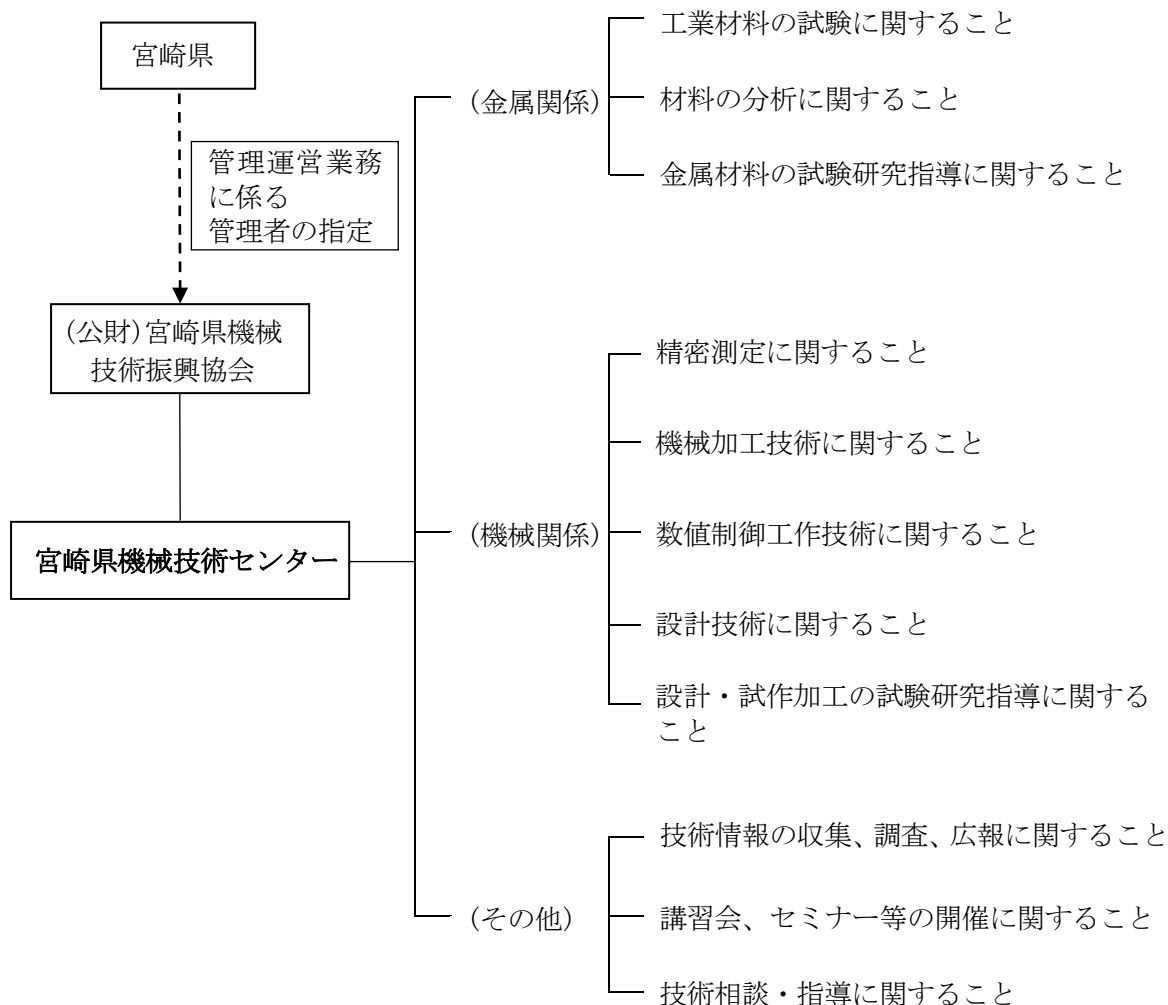 宮崎県
管理運営業務
に係る
管理者の指定
(公財)宮崎県機械
技術振興協会
宮崎県機械技術センター
(金属関係)
工業材料の試験に関すること
材料の分析に関すること
金属材料の試験研究指導に関すること
(機械関係)
精密測定に関すること
機械加工技術に関すること
数値制御工作技術に関すること
設計技術に関すること
設計・試作加工の試験研究指導に関する
こと
(その他)
技術情報の収集、調査、広報に関すること
講習会、セミナー等の開催に関すること
技術相談・指導に関すること